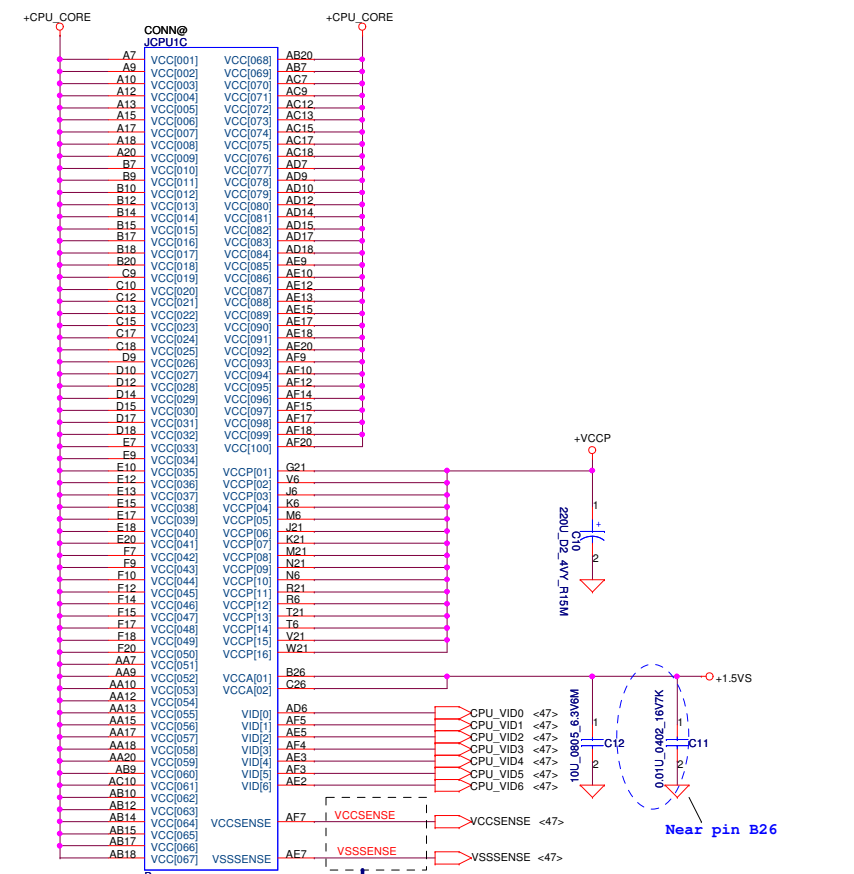 +CPU_CORE +CPU_CORE
CONN@
JCPU1C
A7 VCC[001] VCC[068] AB20
A9 VCC[002] VCC[069] AB7
A10 VCC[003] VCC[070] AC7
A12 VCC[004] VCC[071] AC9
A13 VCC[005] VCC[072] AC12
A15 VCC[006] VCC[073] AC13
A17 VCC[007] VCC[074] AC15
A18 VCC[008] VCC[075] AC17
A20 VCC[009] VCC[076] AC18
B7 VCC[010] VCC[077] AD7
B9 VCC[011] VCC[078] AD9
B10 VCC[012] VCC[079] AD10
B12 VCC[013] VCC[080] AD12
B14 VCC[014] VCC[081] AD14
B15 VCC[015] VCC[082] AD15
B17 VCC[016] VCC[083] AD17
B18 VCC[017] VCC[084] AD18
B20 VCC[018] VCC[085] AE9
C9 VCC[019] VCC[086] AE10
C10 VCC[020] VCC[087] AE12
C12 VCC[021] VCC[088] AE13
C13 VCC[022] VCC[089] AE15
C15 VCC[023] VCC[090] AE17
C17 VCC[024] VCC[091] AE18
C18 VCC[025] VCC[092] AE20
D9 VCC[026] VCC[093] AF9
D10 VCC[027] VCC[094] AF10
D12 VCC[028] VCC[095] AF12
D14 VCC[029] VCC[096] AF14
D15 VCC[030] VCC[097] AF15
D17 VCC[031] VCC[098] AF17
D18 VCC[032] VCC[099] AF18
E7 VCC[033] VCC[100] AF20
E9 VCC[034]
+VCCP
E10 VCC[035] VCCP[01] G21
E12 VCC[036] VCCP[02] V6
E13 VCC[037] VCCP[03] J6
E15 VCC[038] VCCP[04] K6
E17 VCC[039] VCCP[05] M6
E18 VCC[040] VCCP[06] J21
E20 VCC[041] VCCP[07] K21
F7 VCC[042] VCCP[08] M21
F9 VCC[043] VCCP[09] N21
F10 VCC[044] VCCP[10] N6
F12 VCC[045] VCCP[11] R21
F14 VCC[046] VCCP[12] R6
F15 VCC[047] VCCP[13] T21
F17 VCC[048] VCCP[14] T6
F18 VCC[049] VCCP[15] V21
F20 VCC[050] VCCP[16] W21
1
+
2
C10
220U_D2_4VY_R15M
AA7 VCC[051]
AA9 VCC[052] VCCA[01] B26
AA10 VCC[053] VCCA[02] C26
+1.5VS
AA12 VCC[054]
AA13 VCC[055] VID[0] AD6 CPU_VID0 <47>
AA15 VCC[056] VID[1] AF5 CPU_VID1 <47>
AA17 VCC[057] VID[2] AE5 CPU_VID2 <47>
AA18 VCC[058] VID[3] AF4 CPU_VID3 <47>
AA20 VCC[059] VID[4] AE3 CPU_VID4 <47>
AB9 VCC[060] VID[5] AF3 CPU_VID5 <47>
AC10 VCC[061] VID[6] AE2 CPU_VID6 <47>
10U_0805_6.3V6M
1
C12
2
0.01U_0402_16V7K
1
C11
2
AB10 VCC[062]
AB12 VCC[063]
AB14 VCC[064] VCCSENSE AF7 VCCSENSE VCCSENSE <47>
Near pin B26
AB15 VCC[065]
AB17 VCC[066]
AB18 VCC[067] VSSSENSE AE7 VSSSENSE VSSSENSE <47>